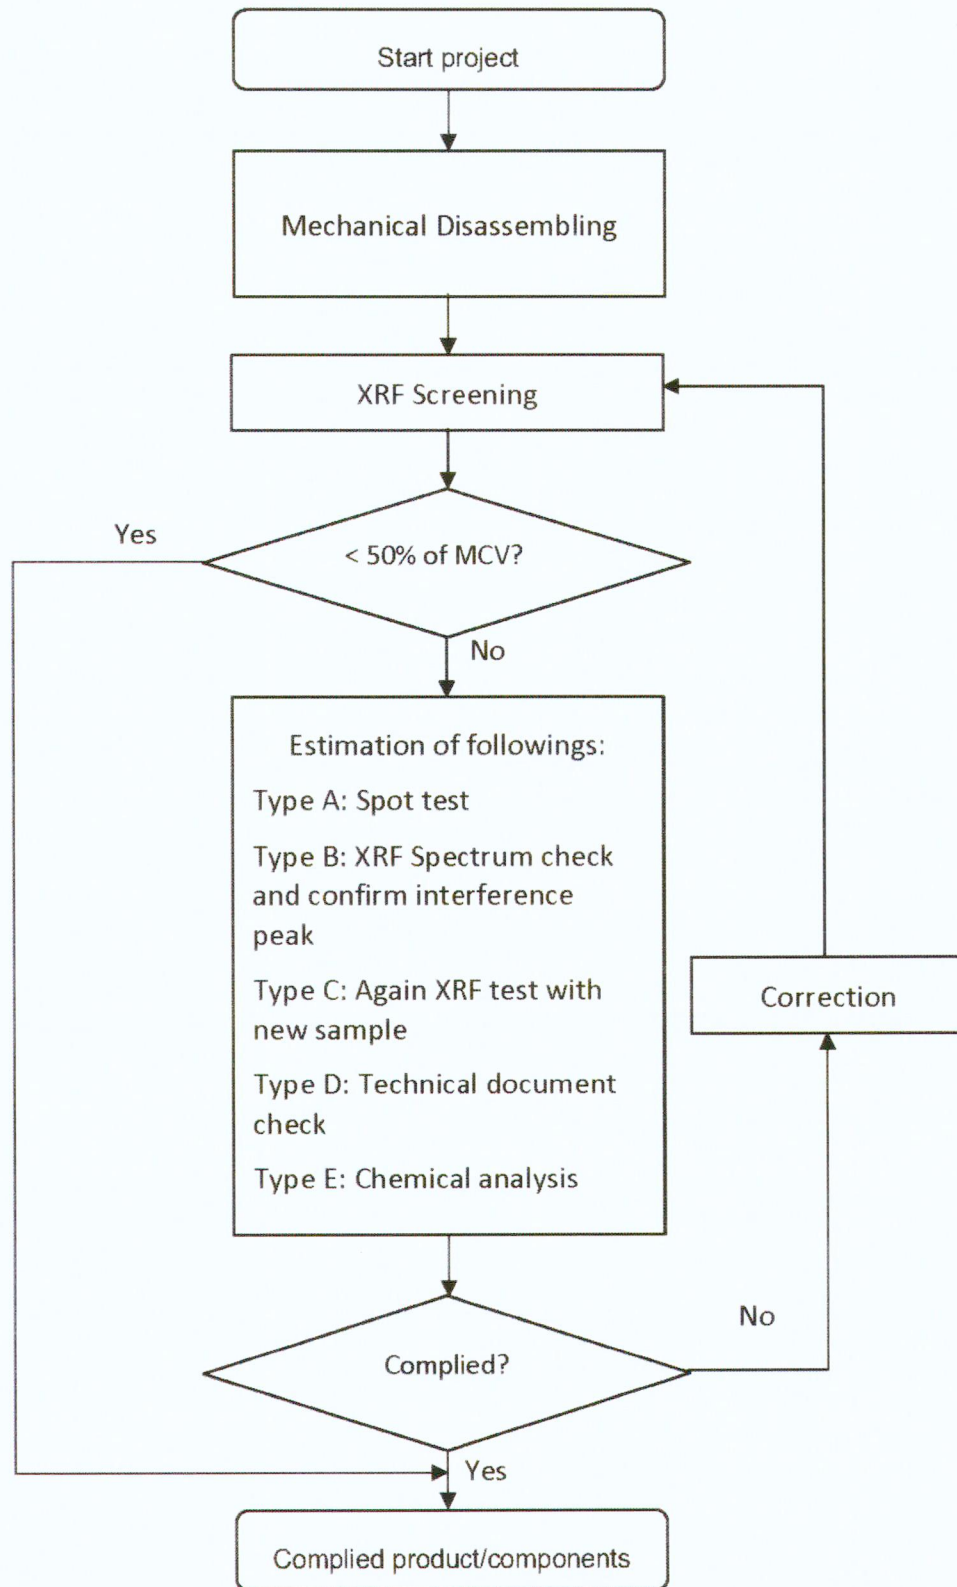 Start project
Mechanical Disassembling
XRF Screening
Yes
< 50% of MCV?
No
Estimation of followings:
Type A: Spot test
Type B: XRF Spectrum check
and confirm interference
peak
Type C: Again XRF test with
new sample
Type D: Technical document
check
Type E: Chemical analysis
Correction
No
Complied?
Yes
Complied product/components